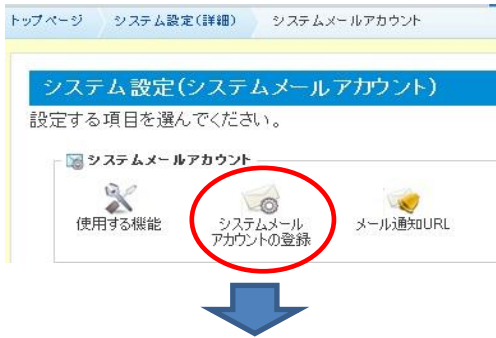 トップページ システム設定(詳細) システムメールアカウント
システム設定(システムメールアカウント)
設定する項目を選んでください。
システムメールアカウント
使用する機能
システムメール
アカウントの登録
メール通知URL